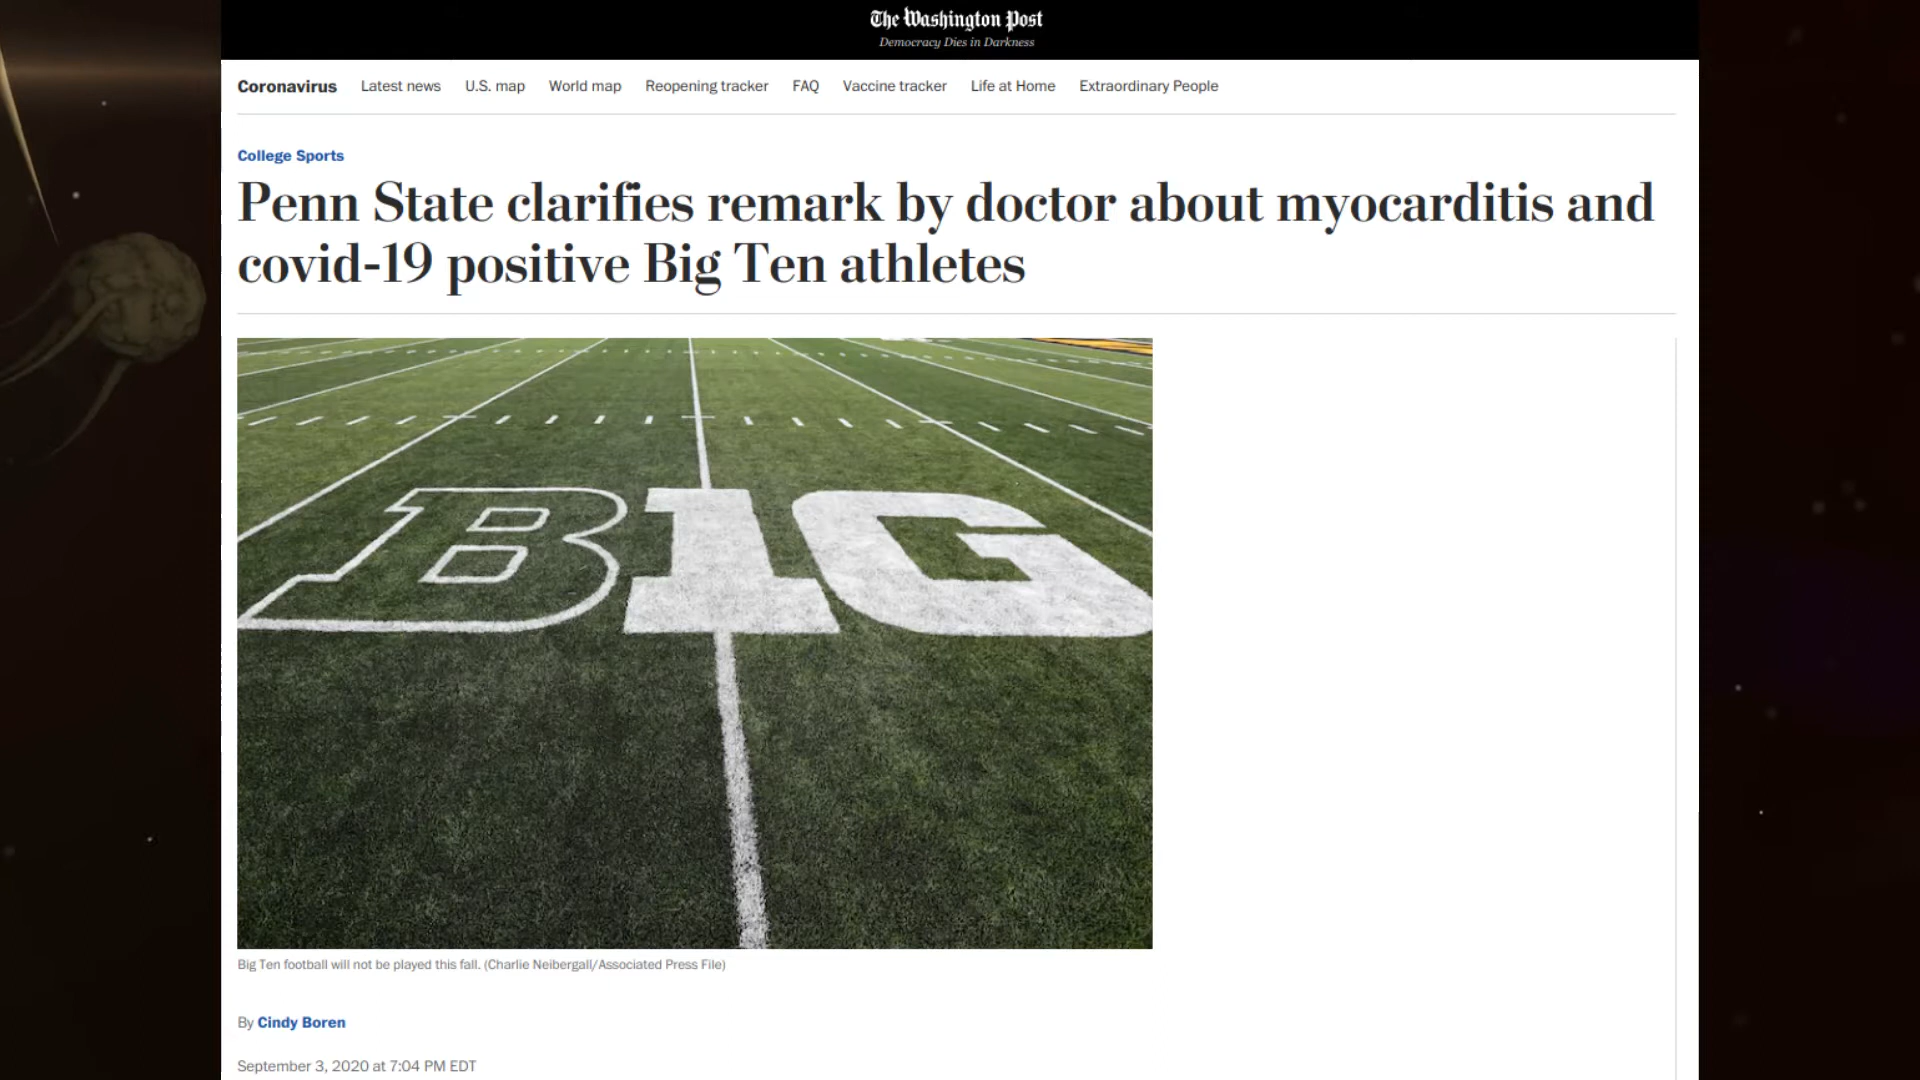 The Washington Post
Democracy Dies in Darkness
Coronavirus Latest news U.S. map World map Reopening tracker FAQ Vaccine tracker Life at Home Extraordinary People
College Sports
Penn State clarifies remark by doctor about myocarditis and
covid-19 positive Big Ten athletes
BIG
Big Ten football will not be played this fall. (Charlie Neibergall/Associated Press File)
By Cindy Boren
September 3, 2020 at 7:04 PM EDT